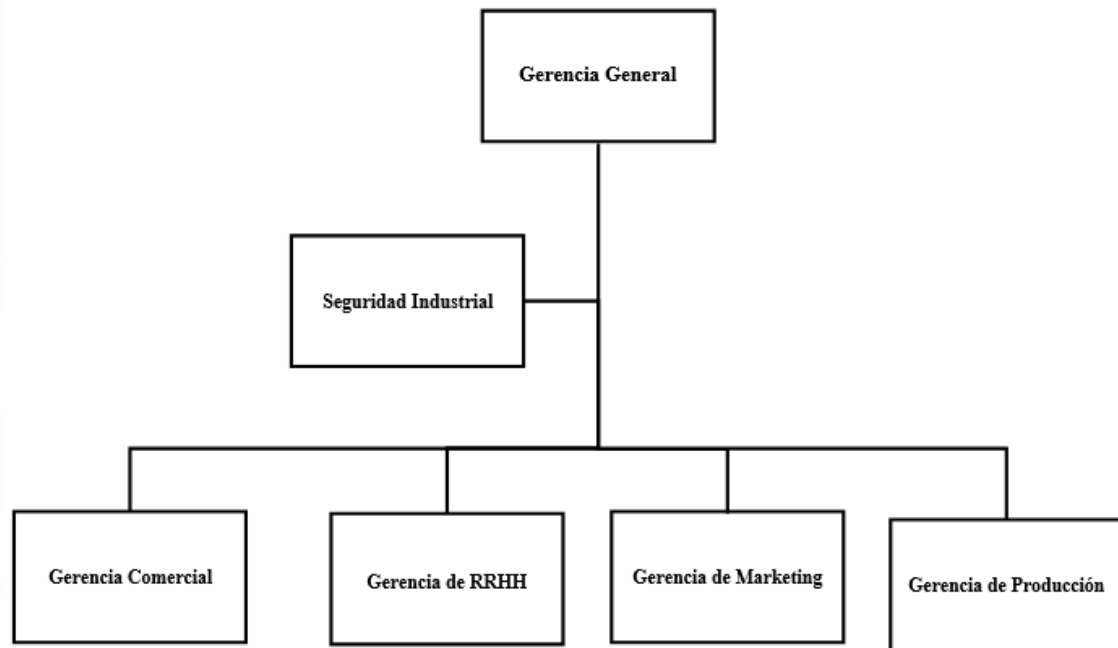 Gerencia General
Seguridad Industrial
Gerencia Comercial
Gerencia de RRHH
Gerencia de Marketing
Gerencia de Producción